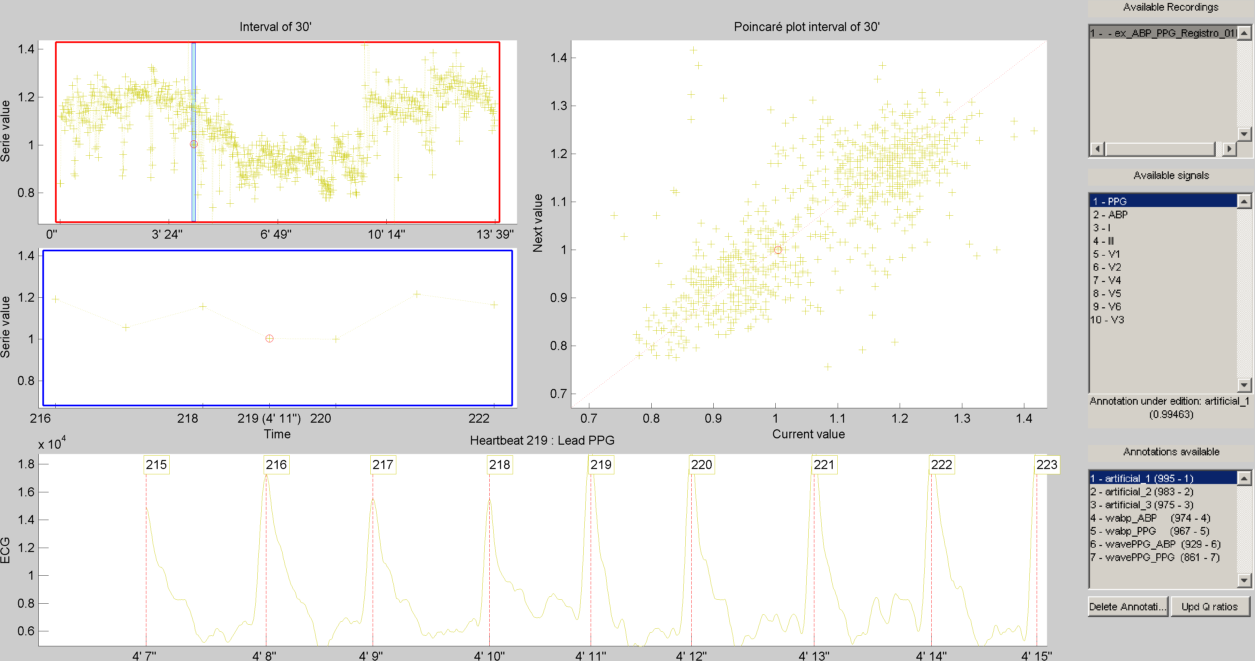 Interval of 30'
Serie value
1.4
1.2
1
0.8
0"
3' 24"
6' 49"
10' 14"
13' 39"
Serie value
1.4
1.2
1
0.8
216
218
219 (4' 11")
220
222
Time
Poincaré plot interval of 30'
Next value
1.4
1.3
1.2
1.1
1
0.9
0.8
0.7
0.7
0.8
0.9
1
1.1
1.2
1.3
1.4
Current value
Heartbeat 219 : Lead PPG
x 10⁴
ECG
1.8
1.6
1.4
1.2
1
0.8
0.6
215
216
217
218
219
220
221
222
223
4' 7"
4' 8"
4' 9"
4' 10"
4' 11"
4' 12"
4' 13"
4' 14"
4' 15"
Available Recordings
1 - - ex_ABP_PPG_Registro_01
Available signals
1 - PPG
2 - ABP
3 - I
4 - II
5 - V1
6 - V2
7 - V4
8 - V5
9 - V6
10 - V3
Annotation under edition: artificial_1
(0.99463)
Annotations available
1 - artificial_1 (995 - 1)
2 - artificial_2 (983 - 2)
3 - artificial_3 (975 - 3)
4 - wabp_ABP (974 - 4)
5 - wabp_PPG (967 - 5)
6 - wavePPG_ABP (929 - 6)
7 - wavePPG_PPG (861 - 7)
Delete Annotati...
Upd Q ratios